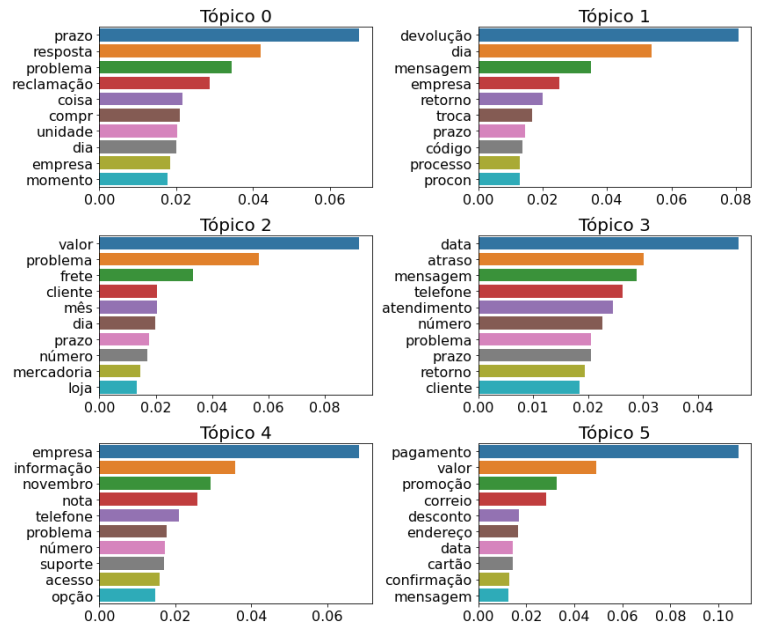 Tópico 0
prazo
resposta
problema
reclamação
coisa
compr
unidade
dia
empresa
momento
0.00 0.02 0.04 0.06
Tópico 1
devolução
dia
mensagem
empresa
retorno
troca
prazo
código
processo
procon
0.00 0.02 0.04 0.06 0.08
Tópico 2
valor
problema
frete
cliente
mês
dia
prazo
número
mercadoria
loja
0.00 0.02 0.04 0.06 0.08
Tópico 3
data
atraso
mensagem
telefone
atendimento
número
problema
prazo
retorno
cliente
0.00 0.01 0.02 0.03 0.04
Tópico 4
empresa
informação
novembro
nota
telefone
problema
número
suporte
acesso
opção
0.00 0.02 0.04 0.06
Tópico 5
pagamento
valor
promoção
correio
desconto
endereço
data
cartão
confirmação
mensagem
0.00 0.02 0.04 0.06 0.08 0.10